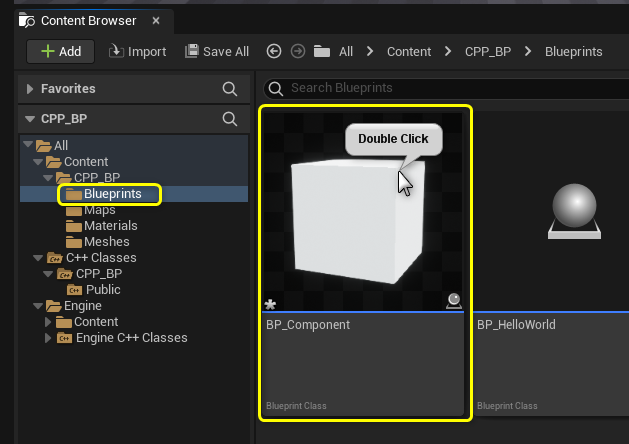 Content Browser ×
+ Add Import Save All All > Content > CPP_BP > Blueprints
Favorites
Search Blueprints
CPP_BP
All
Content
CPP_BP
Blueprints
Maps
Materials
Meshes
C++ Classes
CPP_BP
Public
Engine
Content
Engine C++ Classes
Double Click
BP_Component
Blueprint Class
BP_HelloWorld
Blueprint Class